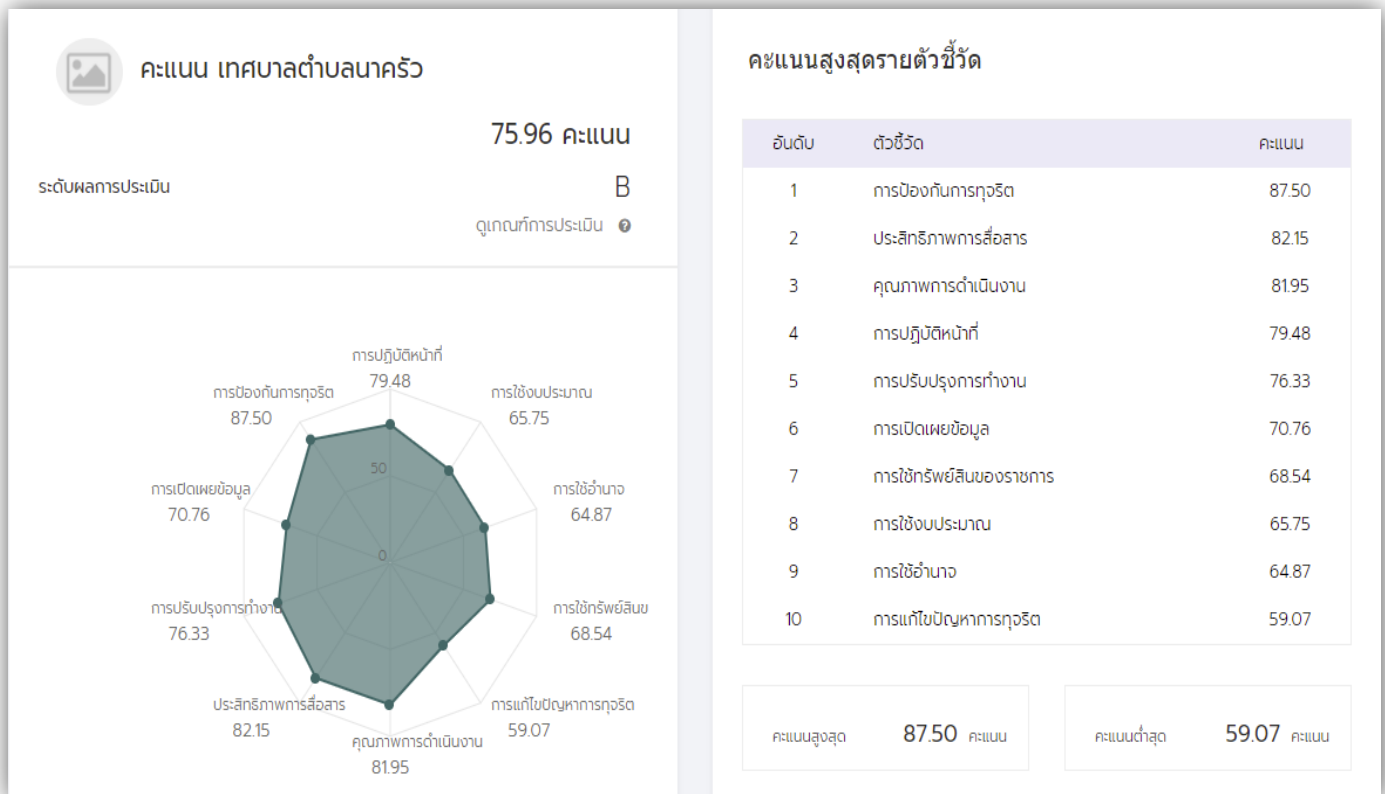 คะแนน เทศบาลตำบลนาครัว
75.96 คะแนน
ระดับผลการประเมิน B
ดูเกณฑ์การประเมิน ?
การปฏิบัติหน้าที่
79.48
การใช้งบประมาณ
65.75
การใช้อำนาจ
64.87
การใช้ทรัพย์สินข
68.54
การแก้ไขปัญหาการทุจริต
59.07
คุณภาพการดำเนินงาน
81.95
ประสิทธิภาพการสื่อสาร
82.15
การปรับปรุงการทำงาน
76.33
การเปิดเผยข้อมูล
70.76
การป้องกันการทุจริต
87.50
50
0
คะแนนสูงสุดรายตัวชี้วัด
อันดับ ตัวชี้วัด คะแนน
1 การป้องกันการทุจริต 87.50
2 ประสิทธิภาพการสื่อสาร 82.15
3 คุณภาพการดำเนินงาน 81.95
4 การปฏิบัติหน้าที่ 79.48
5 การปรับปรุงการทำงาน 76.33
6 การเปิดเผยข้อมูล 70.76
7 การใช้ทรัพย์สินของราชการ 68.54
8 การใช้งบประมาณ 65.75
9 การใช้อำนาจ 64.87
10 การแก้ไขปัญหาการทุจริต 59.07
คะแนนสูงสุด 87.50 คะแนน
คะแนนต่ำสุด 59.07 คะแนน